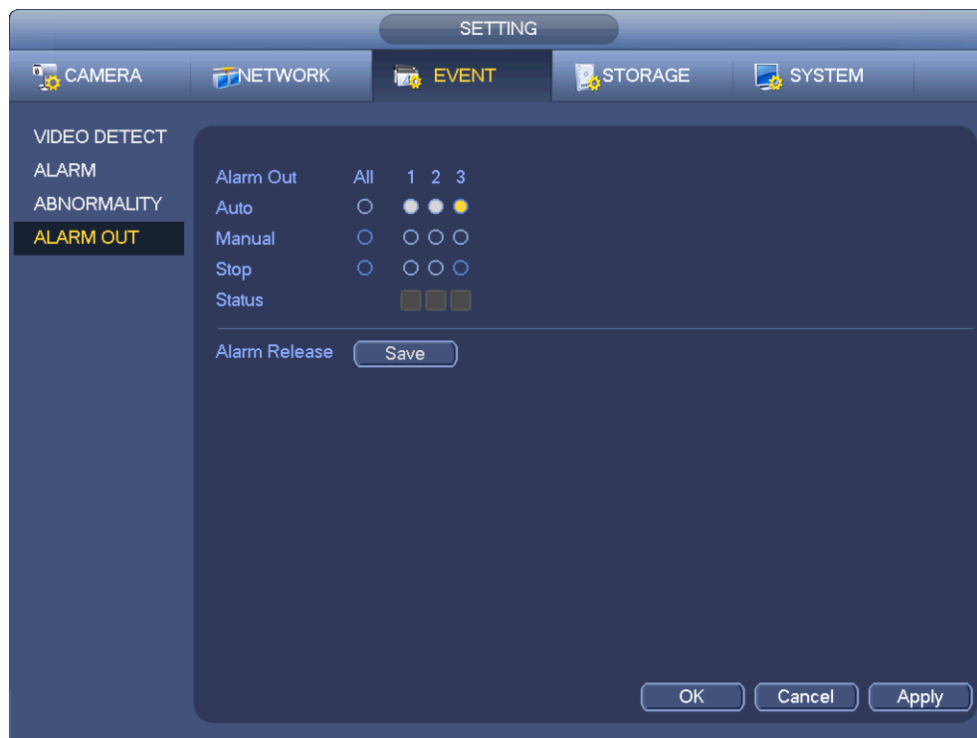 SETTING
CAMERA NETWORK EVENT STORAGE SYSTEM
VIDEO DETECT
ALARM
ABNORMALITY
ALARM OUT
Alarm Out All 1 2 3
Auto
Manual
Stop
Status
Alarm Release Save
OK Cancel Apply